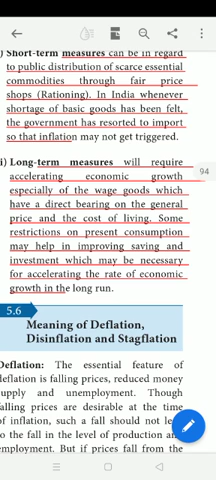 ) Short-term measures can be in regard
to public distribution of scarce essential
commodities through fair price
shops (Rationing). In India whenever
shortage of basic goods has been felt,
the government has resorted to import
so that inflation may not get triggered.
i) Long-term measures will require
accelerating economic growth
especially of the wage goods which
have a direct bearing on the general
price and the cost of living. Some
restrictions on present consumption
may help in improving saving and
investment which may be necessary
for accelerating the rate of economic
growth in the long run.
94
5.6
Meaning of Deflation,
Disinflation and Stagflation
Deflation: The essential feature of
deflation is falling prices, reduced money
supply and unemployment. Though
falling prices are desirable at the time
of inflation, such a fall should not le
to the fall in the level of production an
employment. But if prices fall from the